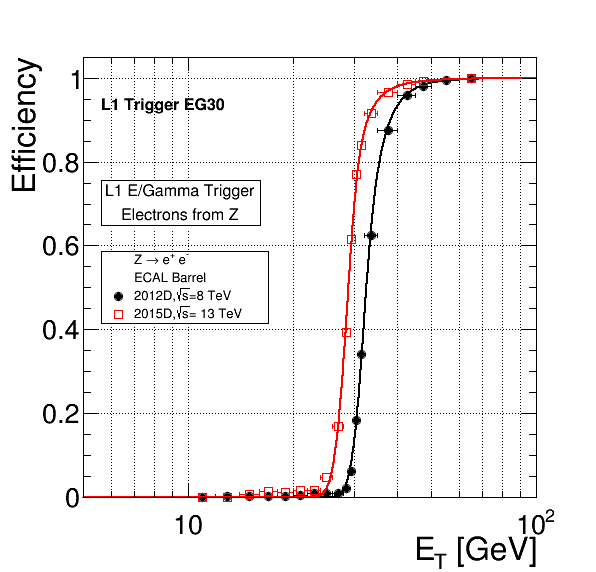 Efficiency
1
0.8
0.6
0.4
0.2
0
L1 Trigger EG30
L1 E/Gamma Trigger
Electrons from Z
Z → e⁺ e⁻
ECAL Barrel
2012D,√s=8 TeV
2015D,√s= 13 TeV
10
10²
E_T [GeV]